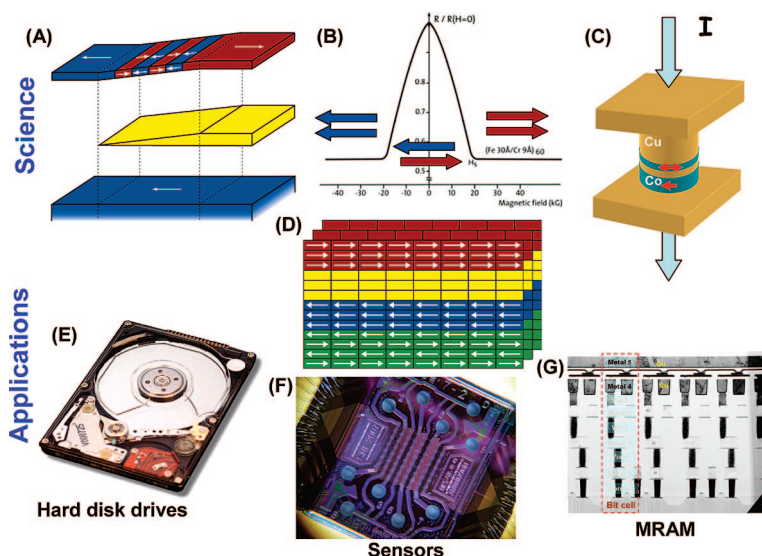 Science
Applications
(A)
(B)
R / R(H=0)
0.8
0.7
0.6
0.5
(Fe 30Å/Cr 9Å) 60
HS
-40
-30
-20
-10
0
10
20
30
40
Magnetic field (kG)
(C)
I
Cu
Co
(D)
(E)
Hard disk drives
(F)
Sensors
(G)
Metal 5
Cu
Metal 4
Bit cell
MRAM